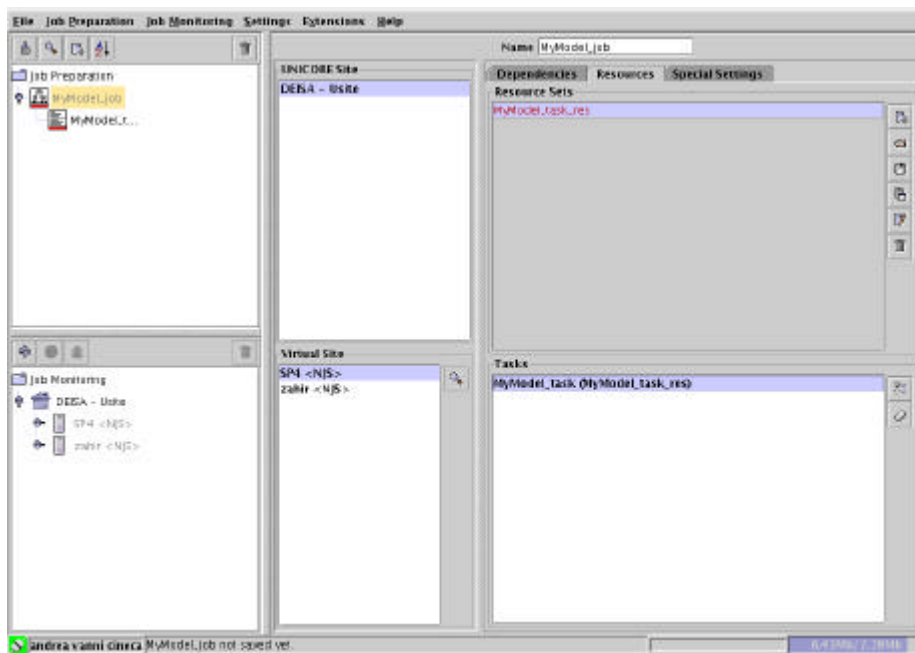 File Job Preparation Job Monitoring Settings Extensions Help
Name MyModel_job
Job Preparation
MyModel_job
MyModel_t...
UNICORE Site
DEISA - Usite
Dependencies Resources Special Settings
Resource Sets
MyModel_task_res
Job Monitoring
DEISA - Usite
SP4 <NJS>
zahir <NJS>
Virtual Site
SP4 <NJS>
zahir <NJS>
Tasks
MyModel_task (MyModel_task_res)
andrea vanni cineca MyModel_job not saved yet.